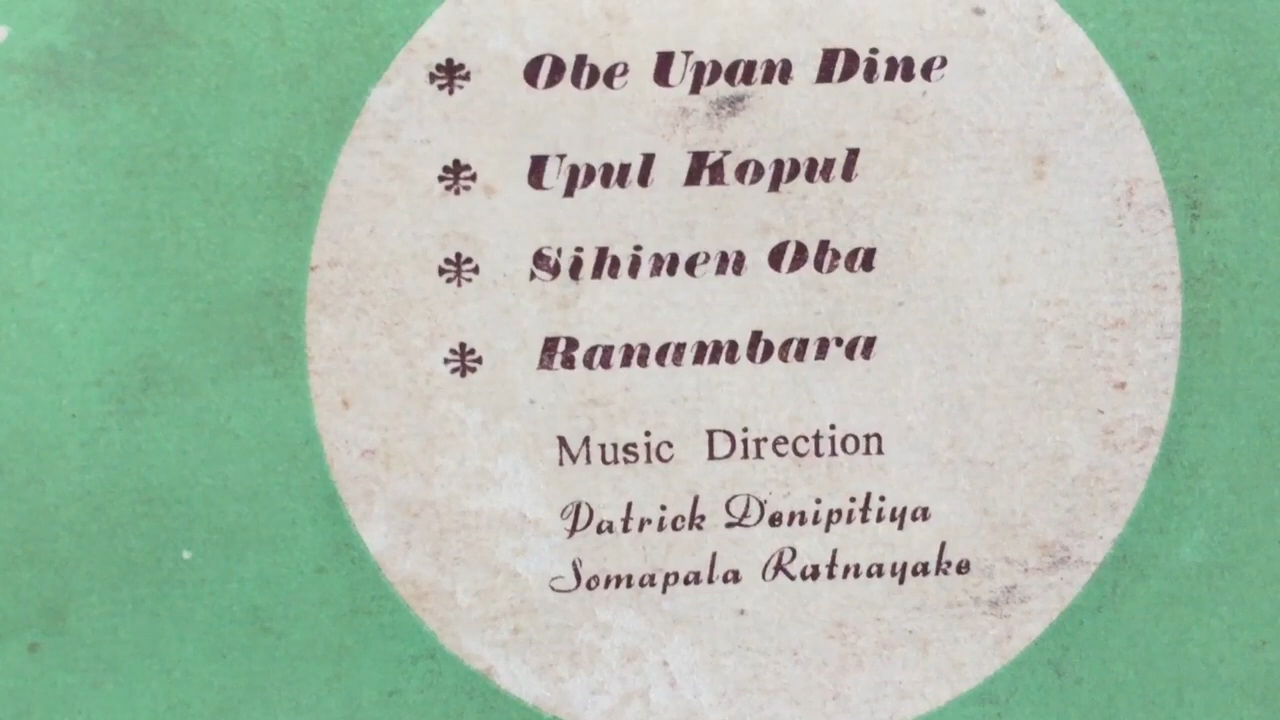 * Obe Upan Dine
* Upul Kopul
* Sihinen Oba
* Ranambara
Music Direction
Patrick Denipitiya
Somapala Ratnayake